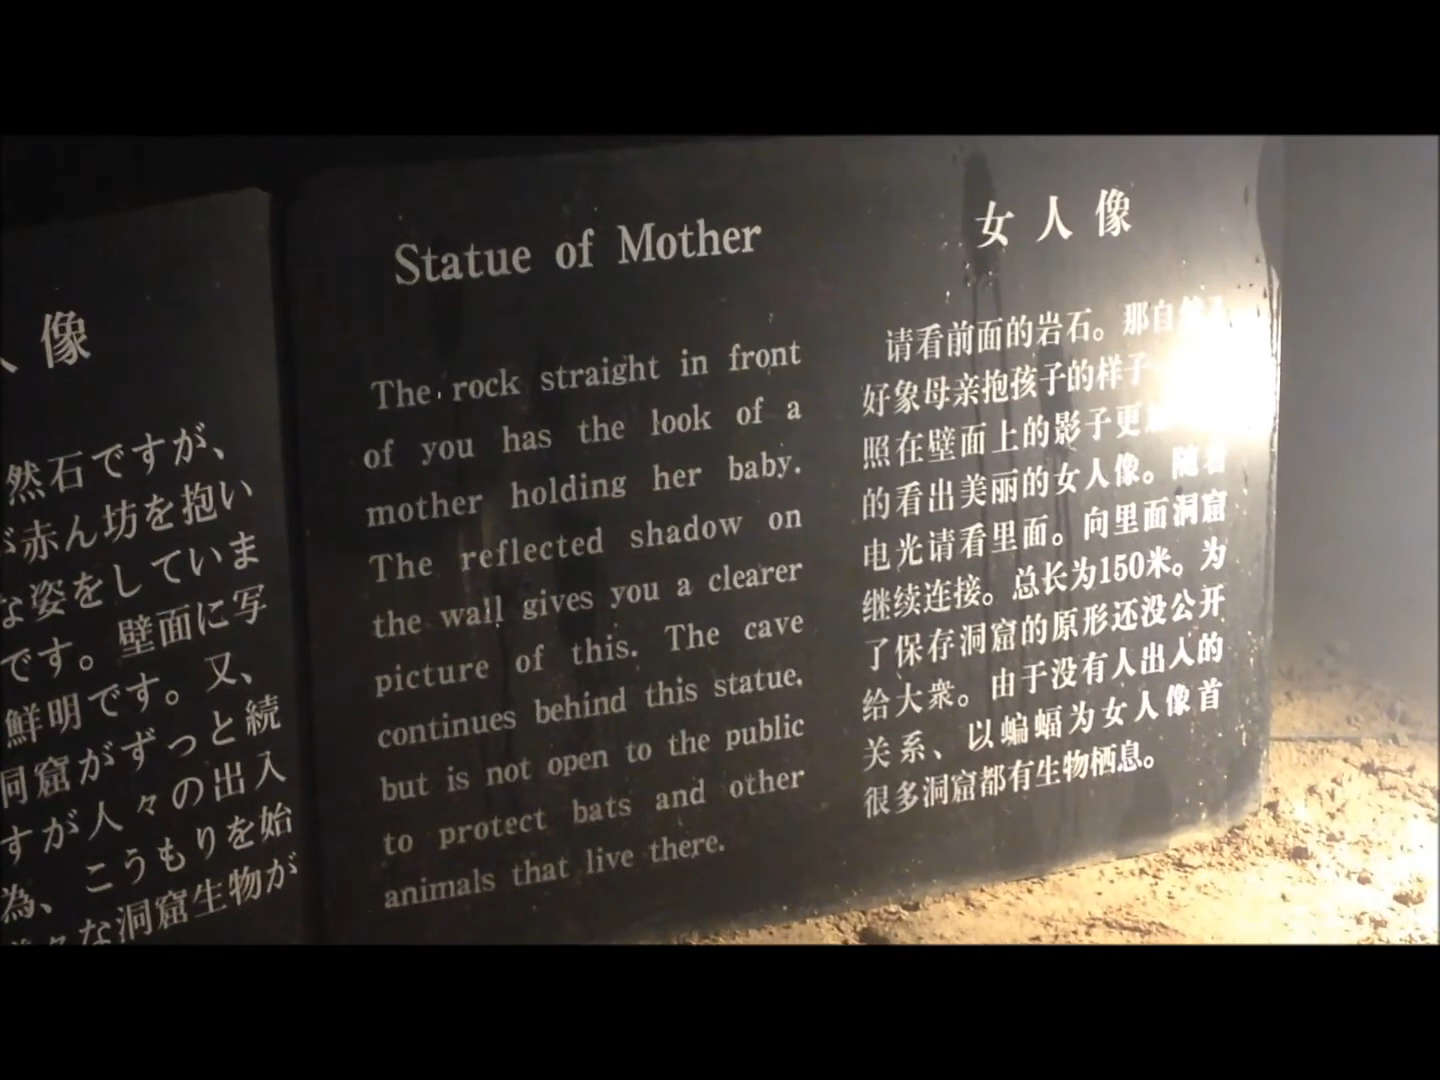 人像
然石ですが、
が赤ん坊を抱い
な姿をしていま
です。壁面に写
鮮明です。又、
洞窟がずっと続
すが人々の出入
為、こうもりを始
な洞窟生物が
Statue of Mother
The rock straight in front
of you has the look of a
mother holding her baby.
The reflected shadow on
the wall gives you a clearer
picture of this. The cave
continues behind this statue,
but is not open to the public
to protect bats and other
animals that live there.
女人像
请看前面的岩石。那自
好象母亲抱孩子的样子
照在壁面上的影子更
的看出美丽的女人像。随着
电光请看里面。向里面洞窟
继续连接。总长为150米。为
了保存洞窟的原形还没公开
给大衆。由于没有人出入的
关系、以蝙蝠为女人像首
很多洞窟都有生物栖息。